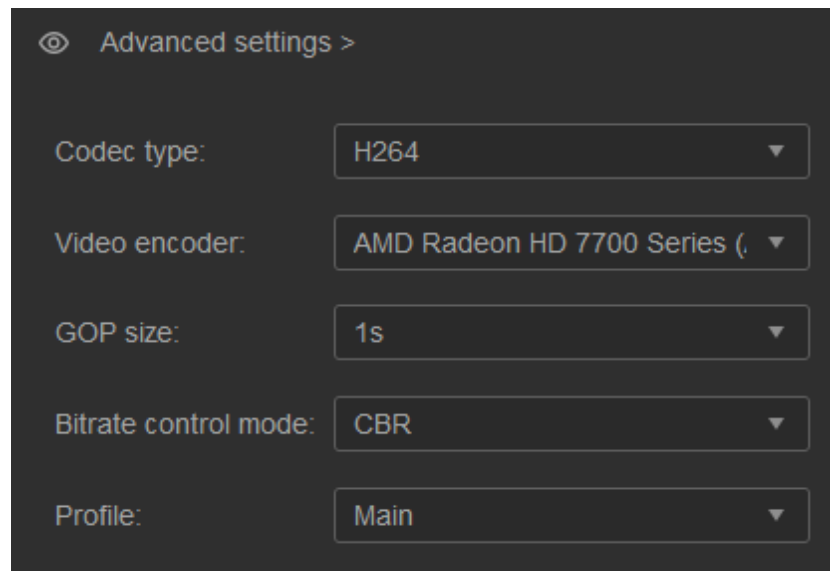 Advanced settings >
Codec type: H264
Video encoder: AMD Radeon HD 7700 Series (
GOP size: 1s
Bitrate control mode: CBR
Profile: Main